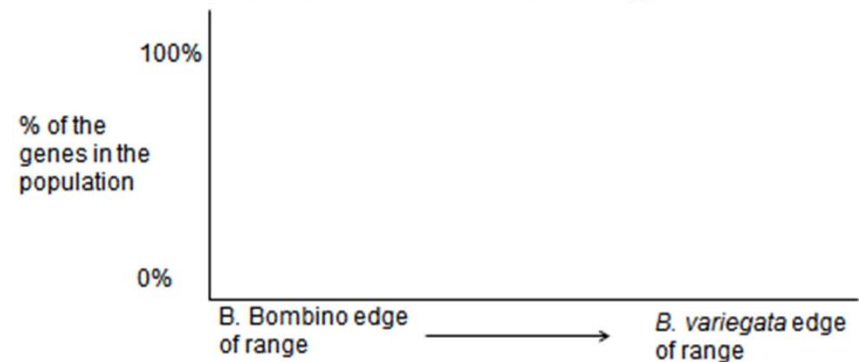 100%
% of the
genes in the
population
0%
B. Bombino edge
of range
B. variegata edge
of range